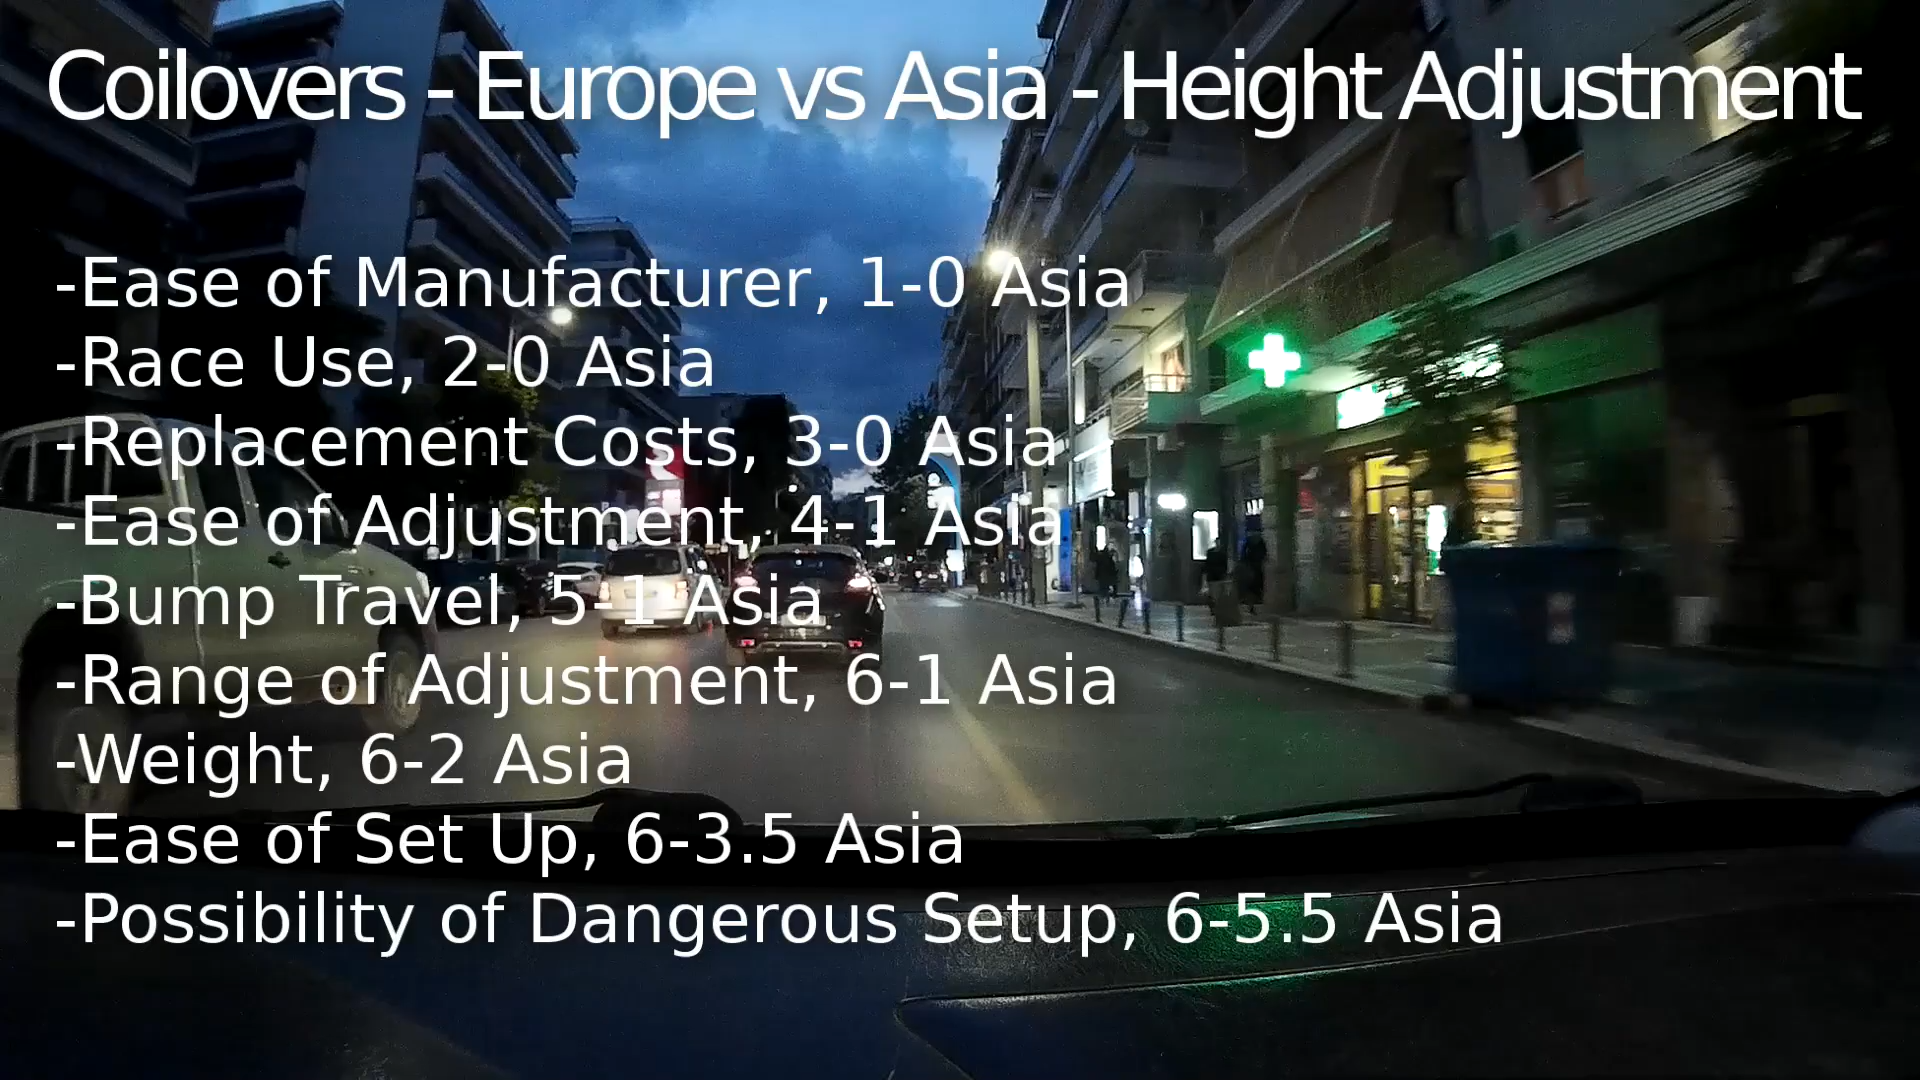 Coilovers - Europe vs Asia - Height Adjustment
-Ease of Manufacturer, 1-0 Asia
-Race Use, 2-0 Asia
-Replacement Costs, 3-0 Asia
-Ease of Adjustment, 4-1 Asia
-Bump Travel, 5-1 Asia
-Range of Adjustment, 6-1 Asia
-Weight, 6-2 Asia
-Ease of Set Up, 6-3.5 Asia
-Possibility of Dangerous Setup, 6-5.5 Asia